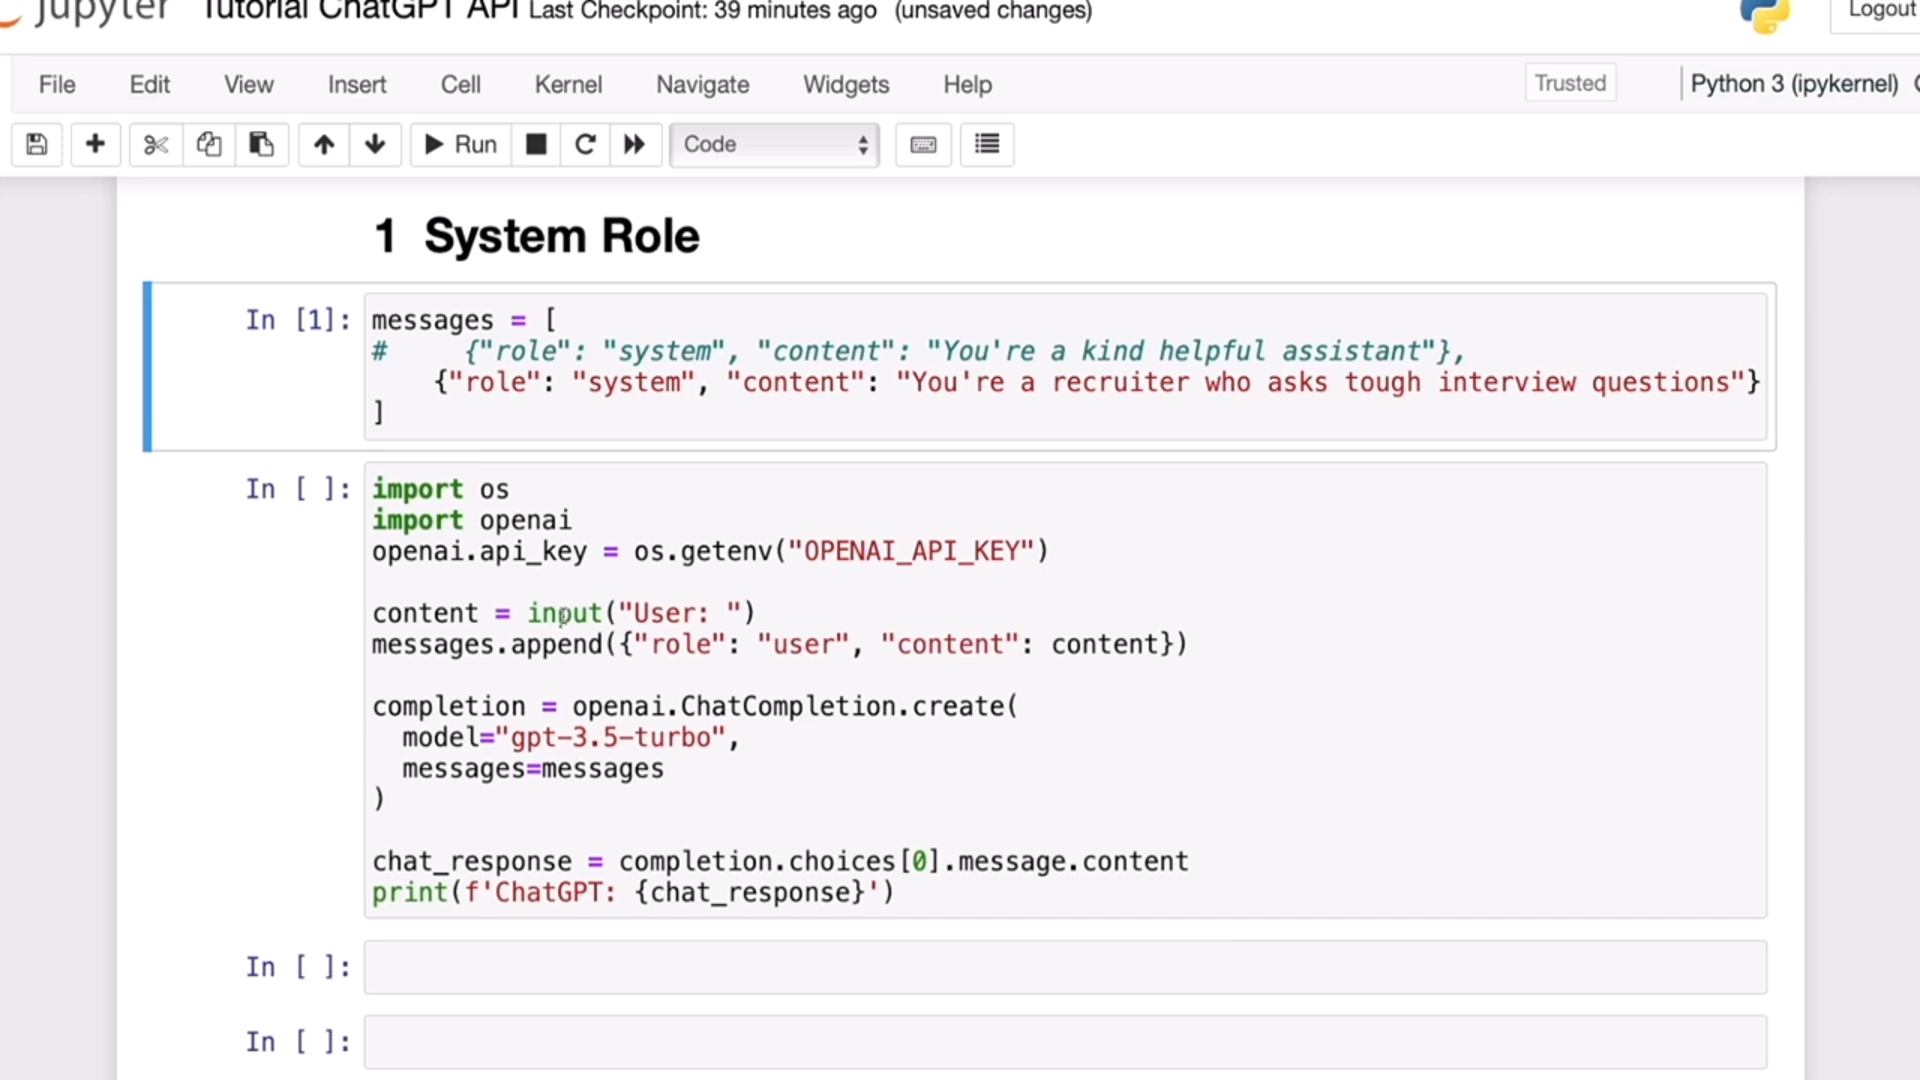 jupyter Tutorial ChatGPT API Last Checkpoint: 39 minutes ago (unsaved changes) Logout
File Edit View Insert Cell Kernel Navigate Widgets Help Trusted Python 3 (ipykernel)
Run Code
1 System Role
In [1]: messages = [
#     {"role": "system", "content": "You're a kind helpful assistant"},
    {"role": "system", "content": "You're a recruiter who asks tough interview questions"}
]
In [ ]: import os
import openai
openai.api_key = os.getenv("OPENAI_API_KEY")
content = input("User: ")
messages.append({"role": "user", "content": content})
completion = openai.ChatCompletion.create(
  model="gpt-3.5-turbo",
  messages=messages
)
chat_response = completion.choices[0].message.content
print(f'ChatGPT: {chat_response}')
In [ ]:
In [ ]: